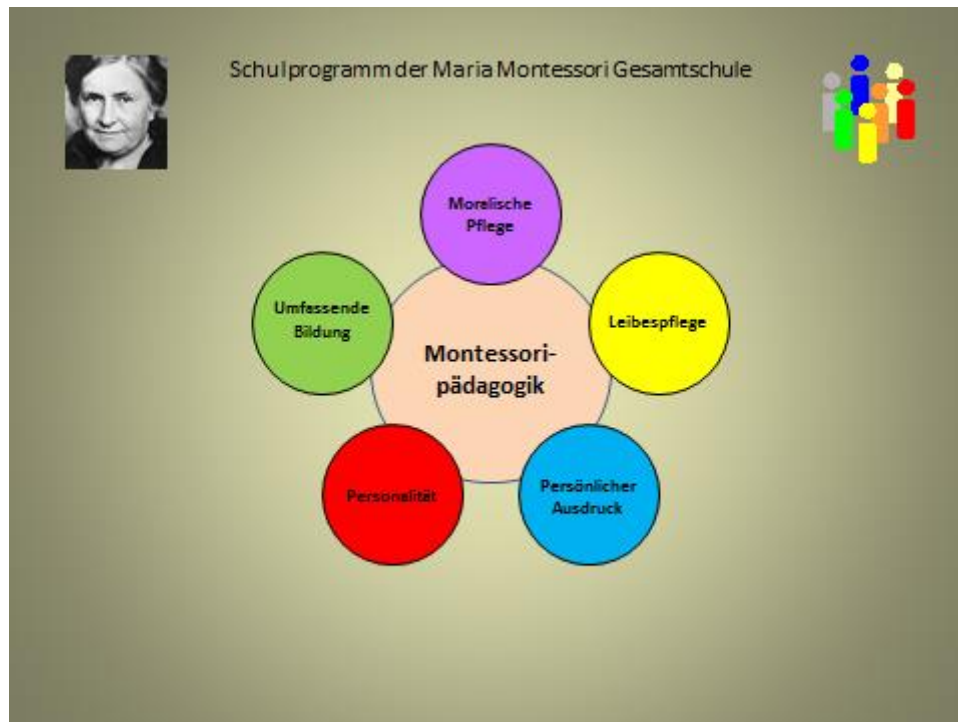 Schulprogramm der Maria Montessori Gesamtschule
Moralische
Pflege
Umfassende
Bildung
Leibespflege
Montessori-
pädagogik
Personalität
Persönlicher
Ausdruck